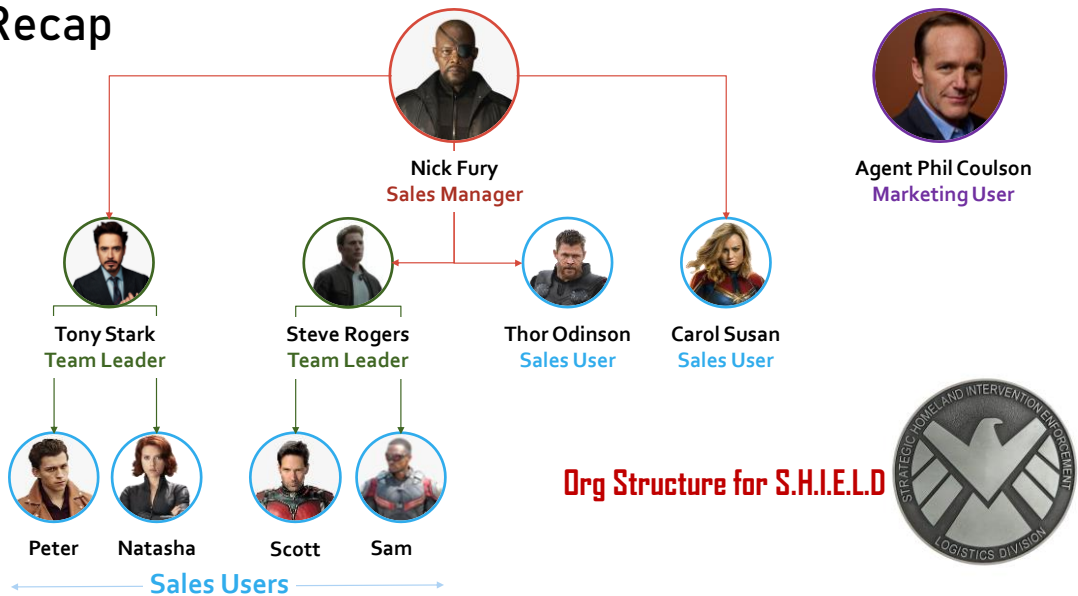 Recap
Nick Fury
Sales Manager
Agent Phil Coulson
Marketing User
Tony Stark
Team Leader
Steve Rogers
Team Leader
Thor Odinson
Sales User
Carol Susan
Sales User
Org Structure for S.H.I.E.L.D
STRATEGIC HOMELAND INTERVENTION ENFORCEMENT
LOGISTICS DIVISION
Peter
Natasha
Scott
Sam
Sales Users